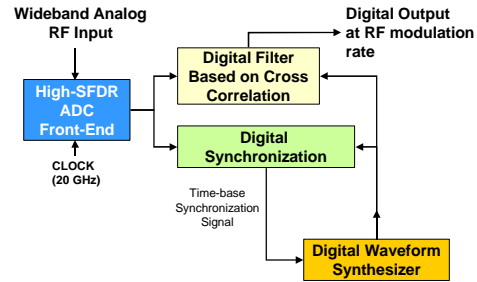 Wideband Analog
RF Input
Digital Output
at RF modulation
rate
High-SFDR
ADC
Front-End
Digital Filter
Based on Cross
Correlation
CLOCK
(20 GHz)
Digital
Synchronization
Time-base
Synchronization
Signal
Digital Waveform
Synthesizer